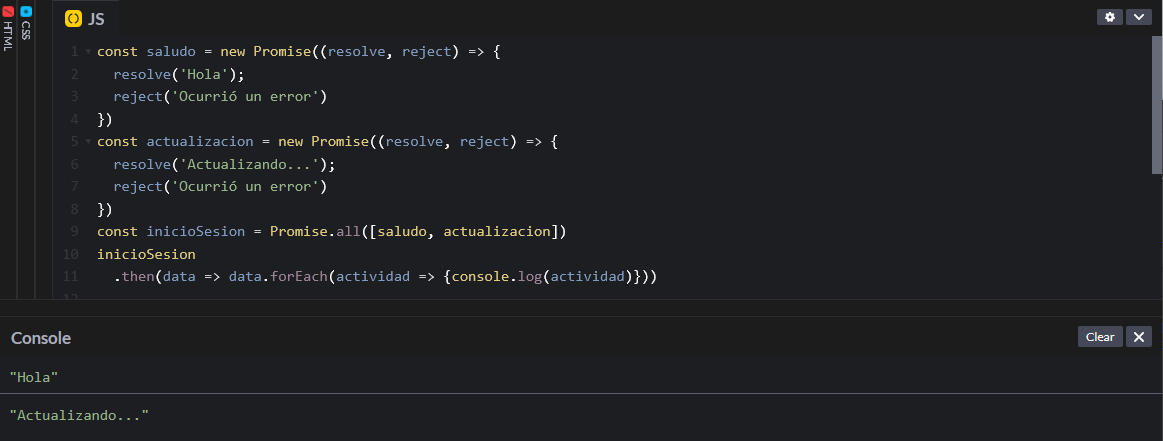 HTML
CSS
JS
1 const saludo = new Promise((resolve, reject) => {
2 resolve('Hola');
3 reject('Ocurrió un error')
4 })
5 const actualizacion = new Promise((resolve, reject) => {
6 resolve('Actualizando...');
7 reject('Ocurrió un error')
8 })
9 const inicioSesion = Promise.all([saludo, actualizacion])
10 inicioSesion
11 .then(data => data.forEach(actividad => {console.log(actividad)}))
12
Console
Clear
"Hola"
"Actualizando..."